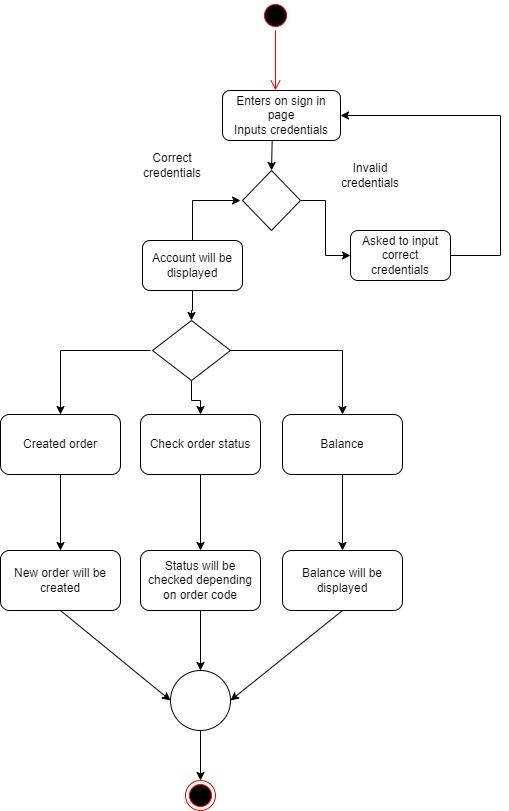 Enters on sign in
page
Inputs credentials
Correct
credentials
Invalid
credentials
Asked to input
correct
credentials
Account will be
displayed
Created order
Check order status
Balance
New order will be
created
Status will be
checked depending
on order code
Balance will be
displayed